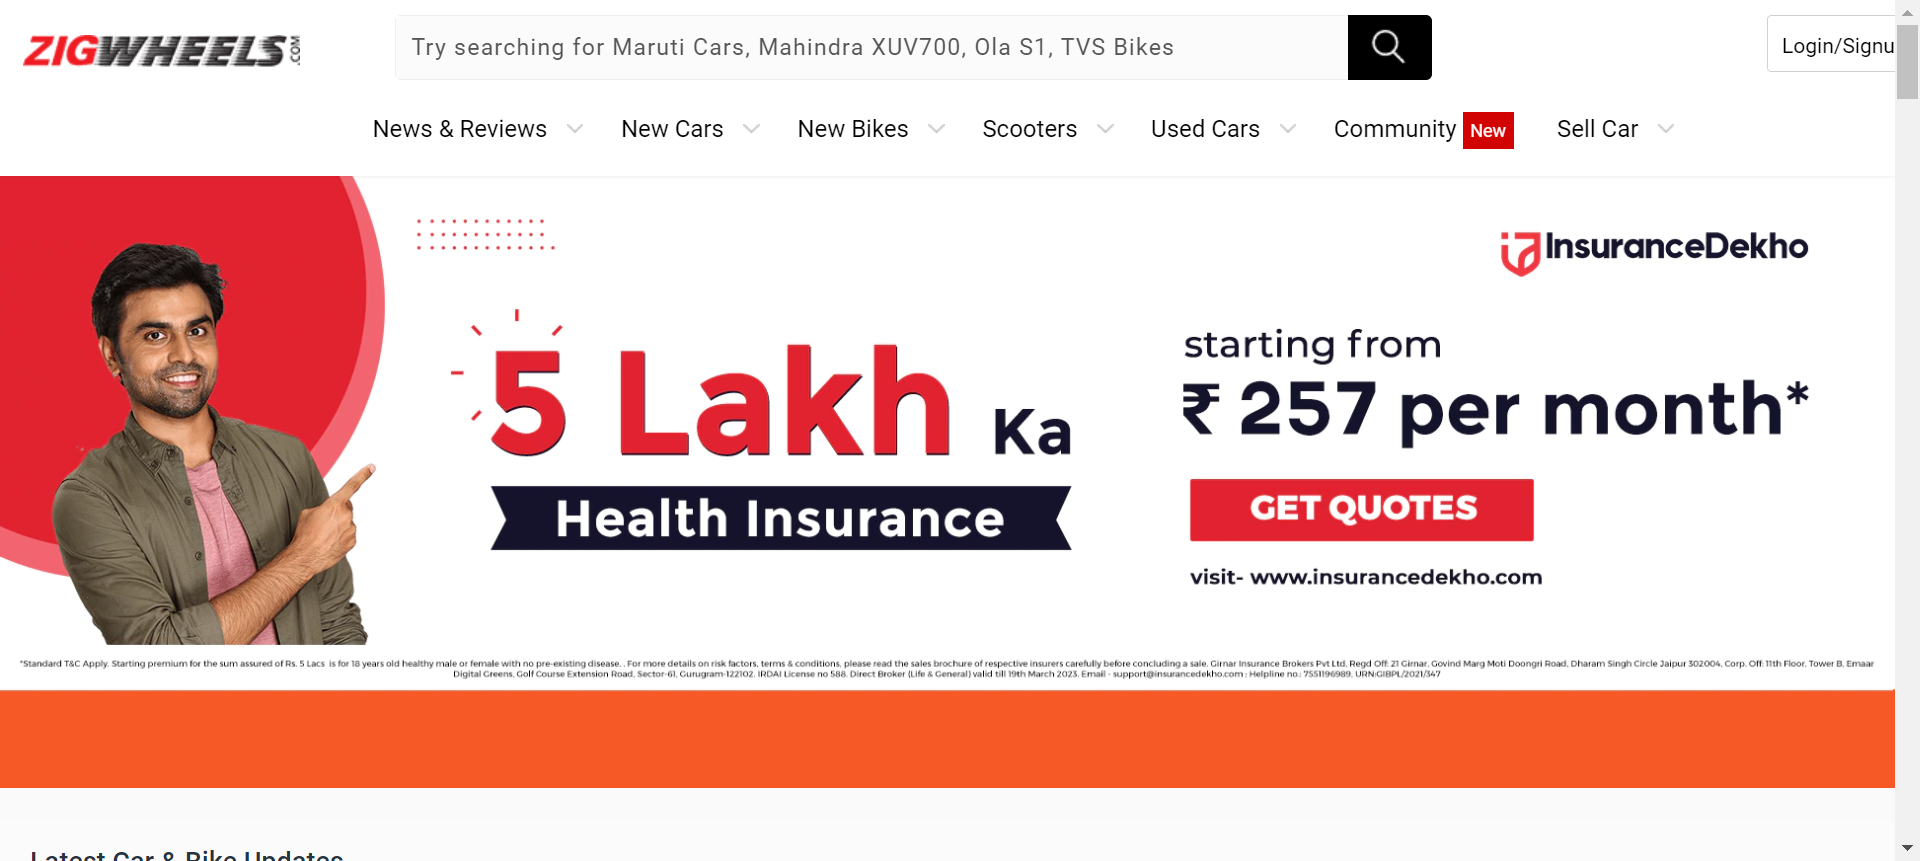 ZIGWHEELS.COM
Try searching for Maruti Cars, Mahindra XUV700, Ola S1, TVS Bikes
Login/Signu
News & Reviews
New Cars
New Bikes
Scooters
Used Cars
Community New
Sell Car
InsuranceDekho
5 Lakh Ka
Health Insurance
starting from
₹ 257 per month*
GET QUOTES
visit- www.insurancedekho.com
*Standard T&C Apply. Starting premium for the sum assured of Rs. 5 Lacs is for 18 years old healthy male or female with no pre-existing disease. . For more details on risk factors, terms & conditions, please read the sales brochure of respective insurers carefully before concluding a sale. Girnar Insurance Brokers Pvt Ltd, Regd Off: 21 Girnar, Govind Marg Moti Doongri Road, Dharam Singh Circle Jaipur 302004, Corp. Off: 11th Floor, Tower B, Emaar
Digital Greens, Golf Course Extension Road, Sector-61, Gurugram-122102. IRDAI License no 588. Direct Broker (Life & General) valid till 19th March 2023. Email - support@insurancedekho.com ; Helpline no.: 7551196989, URN:GIBPL/2021/347
Latest Car & Bike Updates